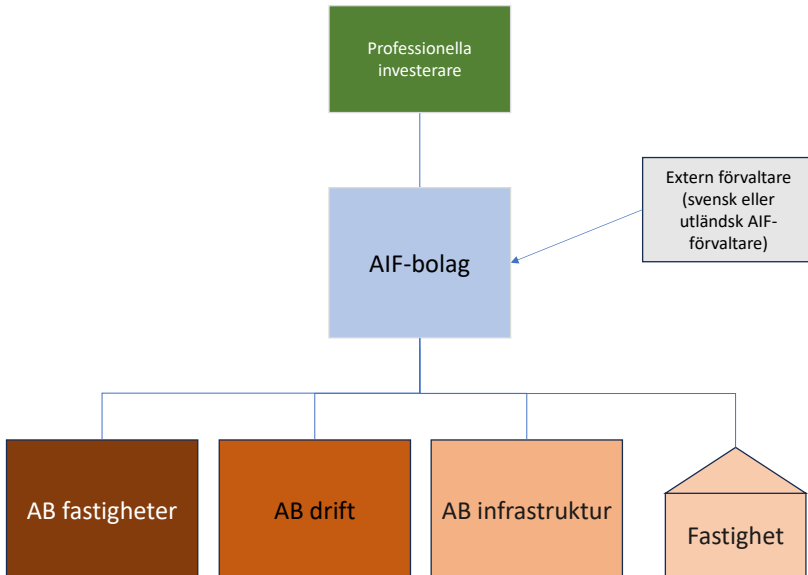 Professionella
investerare
Extern förvaltare
(svensk eller
utländsk AIF-
förvaltare)
AIF-bolag
AB fastigheter
AB drift
AB infrastruktur
Fastighet